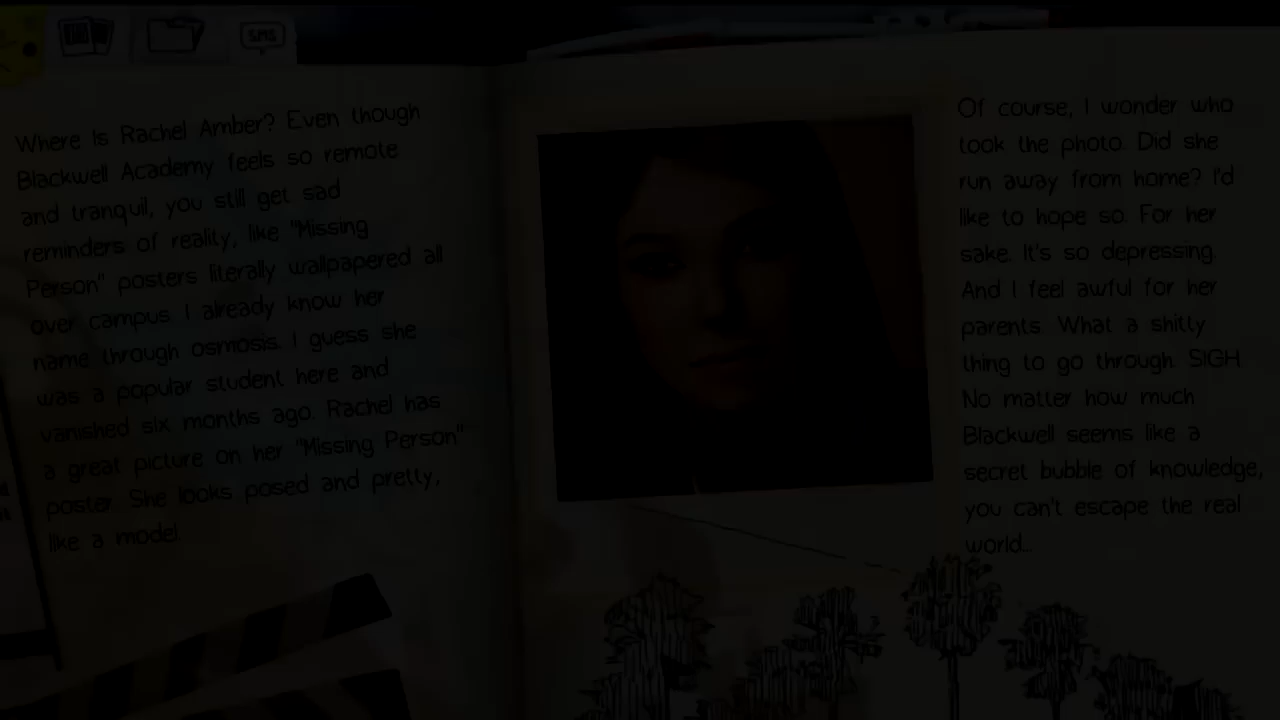 SMS
Where Is Rachel Amber? Even though
Blackwell Academy feels so remote
and tranquil, you still get sad
reminders of reality, like "Missing
Person" posters literally wallpapered all
over campus. I already know her
name through osmosis. I guess she
was a popular student here and
vanished six months ago. Rachel has
a great picture on her "Missing Person"
poster. She looks posed and pretty,
like a model.
Of course, I wonder who
took the photo. Did she
run away from home? I'd
like to hope so. For her
sake. It's so depressing.
And I feel awful for her
parents. What a shitty
thing to go through. SIGH.
No matter how much
Blackwell seems like a
secret bubble of knowledge,
you can't escape the real
world...